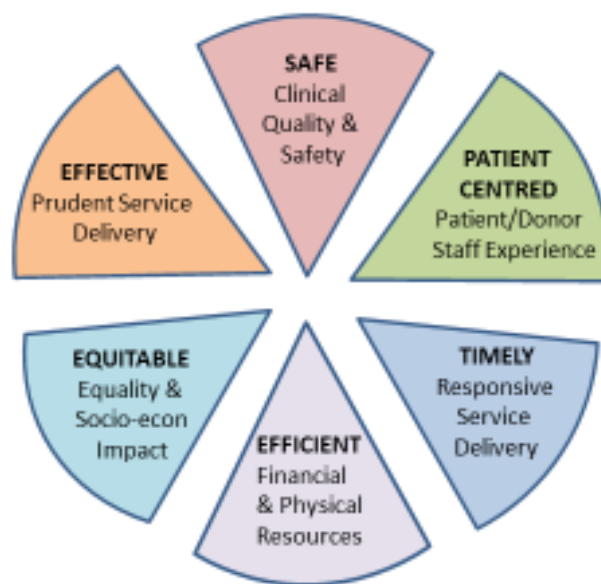 SAFE
Clinical
Quality &
Safety
PATIENT
CENTRED
Patient/Donor
Staff Experience
TIMELY
Responsive
Service
Delivery
EFFICIENT
Financial
& Physical
Resources
EQUITABLE
Equality &
Socio-econ
Impact
EFFECTIVE
Prudent Service
Delivery